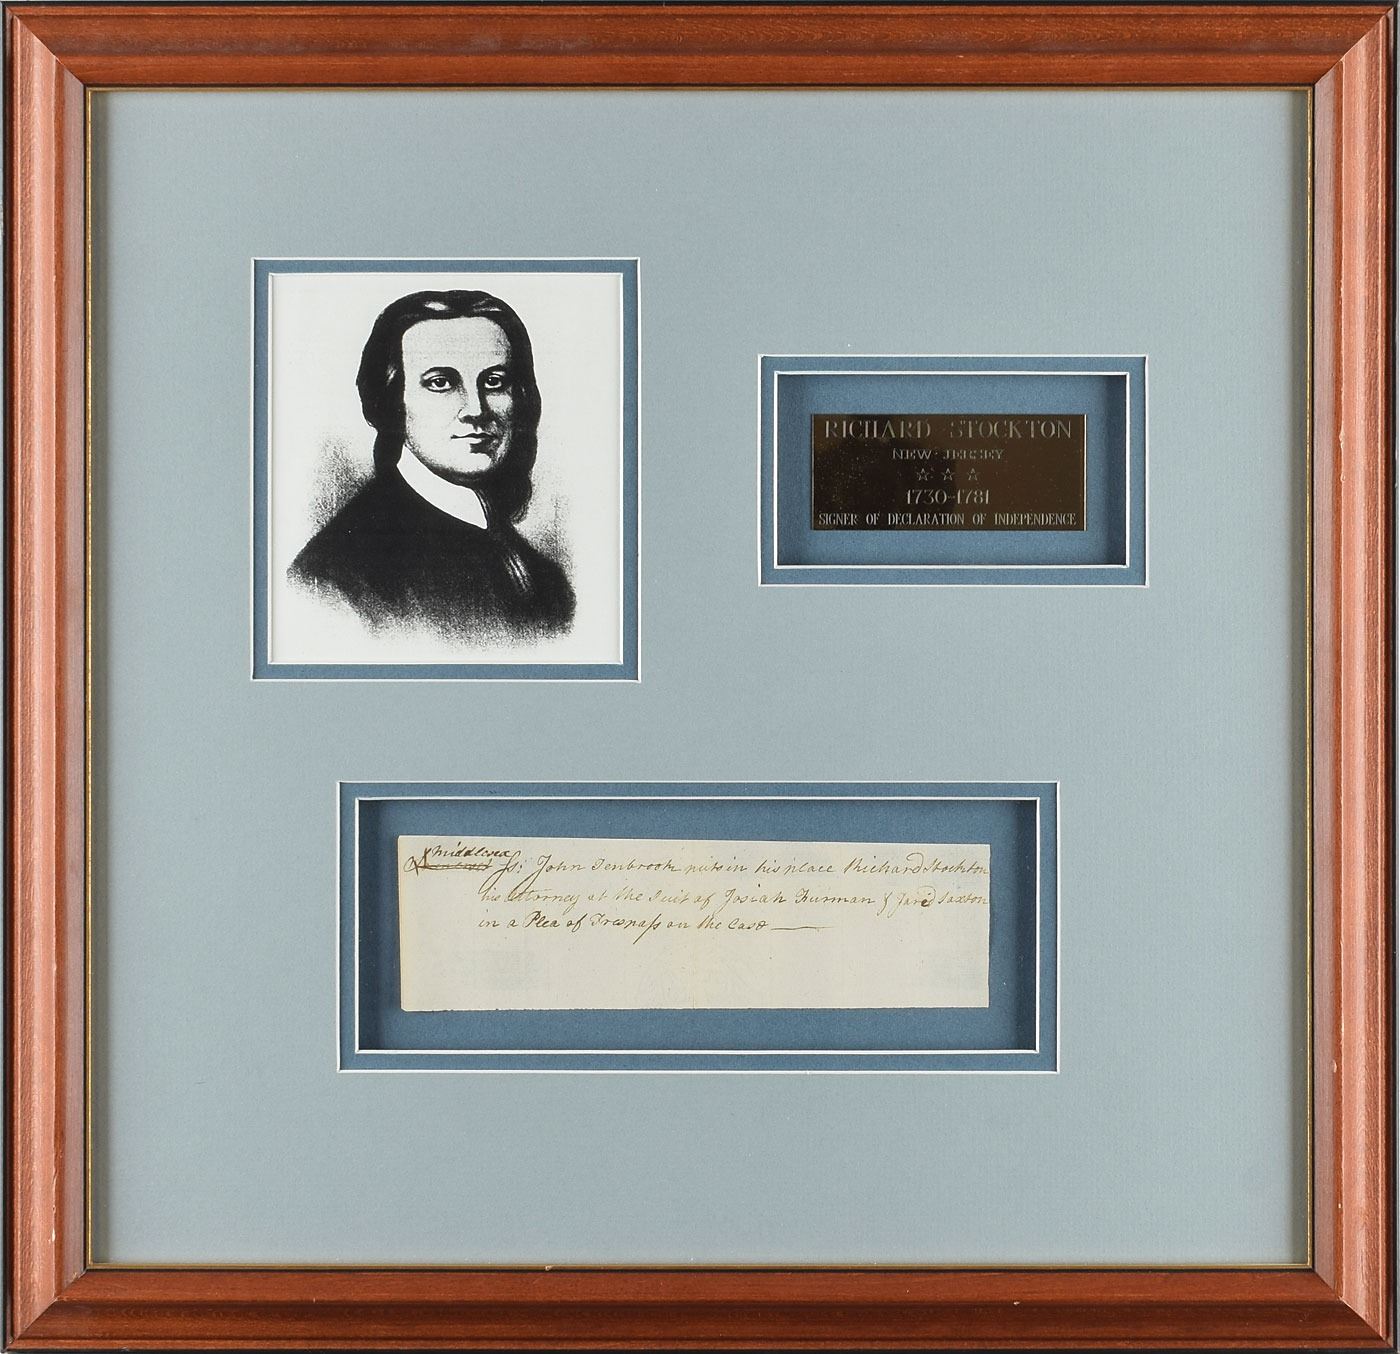 RICHARD STOCKTON
NEW JERSEY
1730-1781
SIGNER OF DECLARATION OF INDEPENDENCE
Middlesex
Ss: John Tenbrook puts in his place Richard Stockton
his Attorney at the Suit of Josiah Furman & Jared Saxton
in a Plea of Trespass on the Case